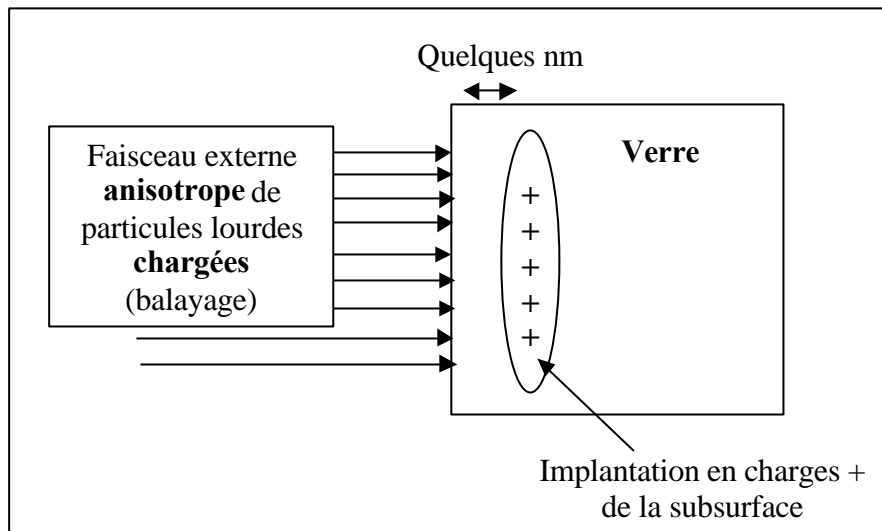 Quelques nm
Faisceau externe
anisotrope de
particules lourdes
chargées
(balayage)
Verre
+
+
+
+
+
Implantation en charges +
de la subsurface